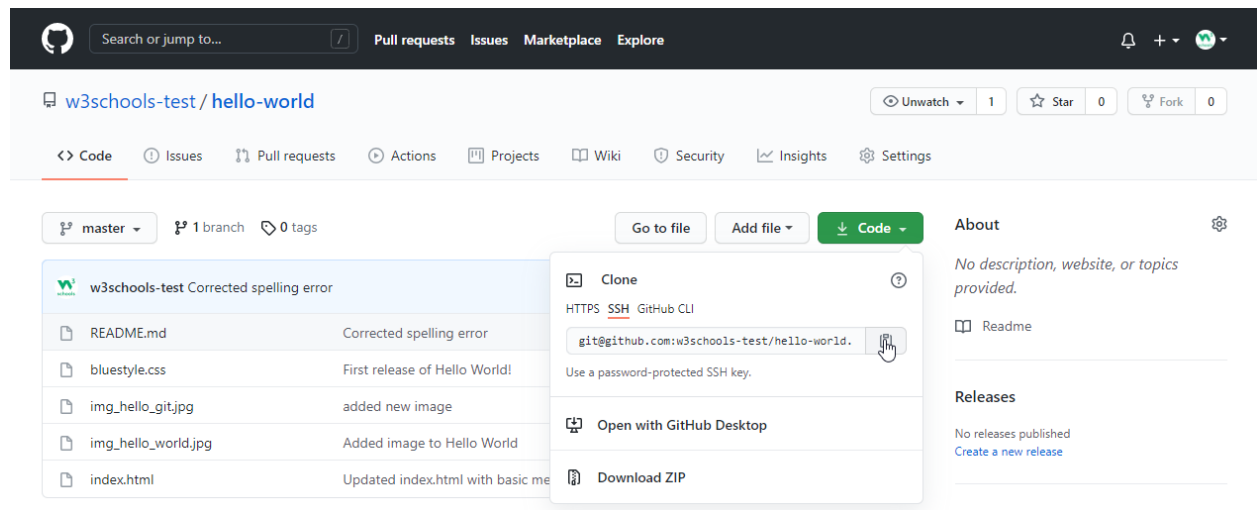 Search or jump to... / Pull requests Issues Marketplace Explore
w3schools-test / hello-world Unwatch 1 Star 0 Fork 0
Code Issues Pull requests Actions Projects Wiki Security Insights Settings
master 1 branch 0 tags Go to file Add file Code About
No description, website, or topics
provided.
Readme
w3schools-test Corrected spelling error
README.md Corrected spelling error
bluestyle.css First release of Hello World!
img_hello_git.jpg added new image
img_hello_world.jpg Added image to Hello World
index.html Updated index.html with basic me
Clone
HTTPS SSH GitHub CLI
git@github.com:w3schools-test/hello-world.
Use a password-protected SSH key.
Open with GitHub Desktop
Download ZIP
Releases
No releases published
Create a new release